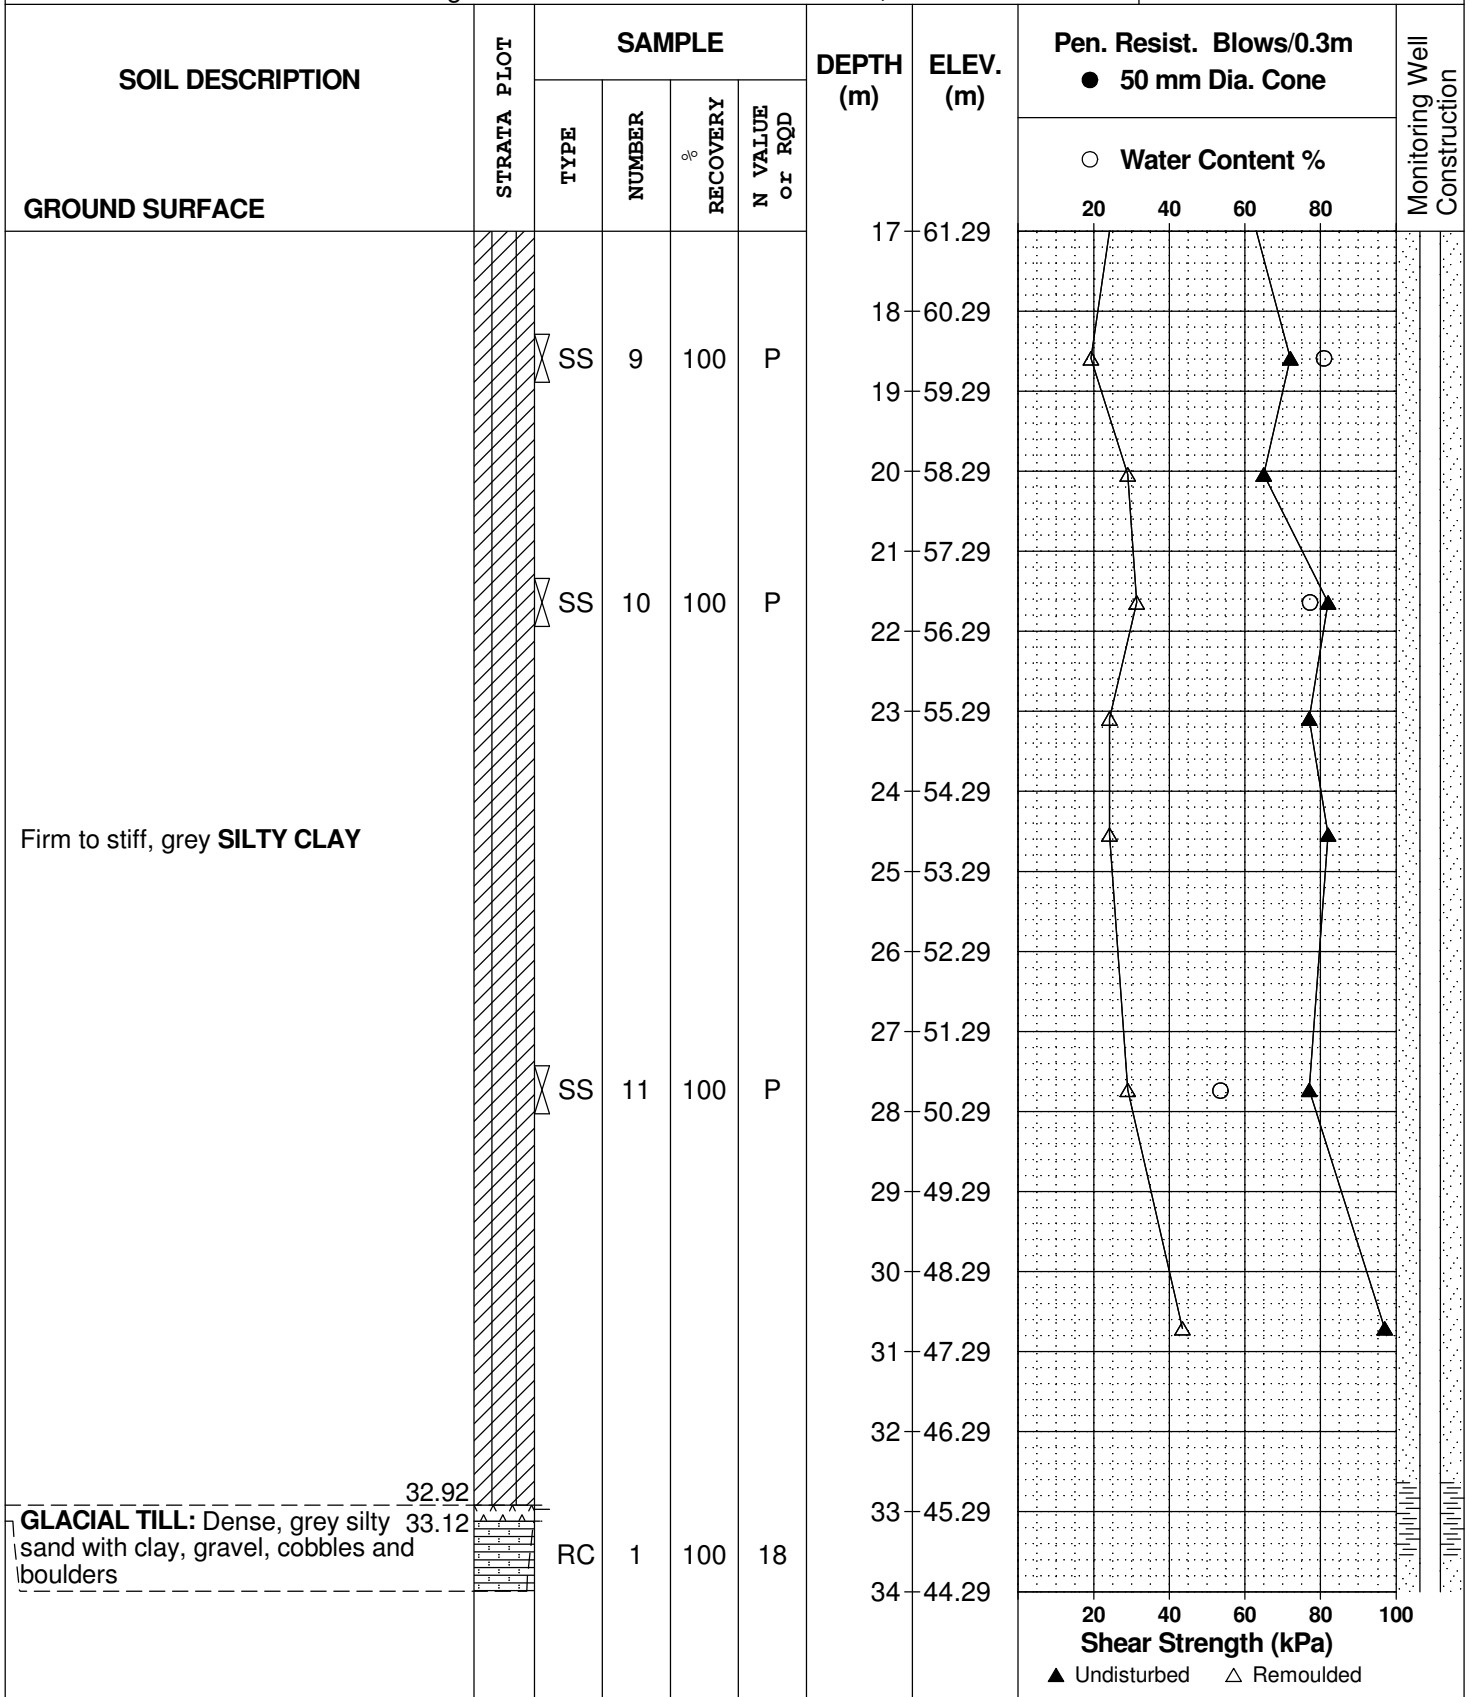 SOIL DESCRIPTION
GROUND SURFACE
STRATA PLOT
SAMPLE
TYPE
NUMBER
% RECOVERY
N VALUE
or RQD
DEPTH
(m)
ELEV.
(m)
Pen. Resist. Blows/0.3m
● 50 mm Dia. Cone
○ Water Content %
20 40 60 80
Monitoring Well
Construction
17 61.29
18 60.29
SS 9 100 P
19 59.29
20 58.29
21 57.29
SS 10 100 P
22 56.29
23 55.29
24 54.29
Firm to stiff, grey SILTY CLAY
25 53.29
26 52.29
27 51.29
SS 11 100 P
28 50.29
29 49.29
30 48.29
31 47.29
32 46.29
32.92
33 45.29
GLACIAL TILL: Dense, grey silty 33.12
sand with clay, gravel, cobbles and
boulders
RC 1 100 18
34 44.29
20 40 60 80 100
Shear Strength (kPa)
▲ Undisturbed △ Remoulded